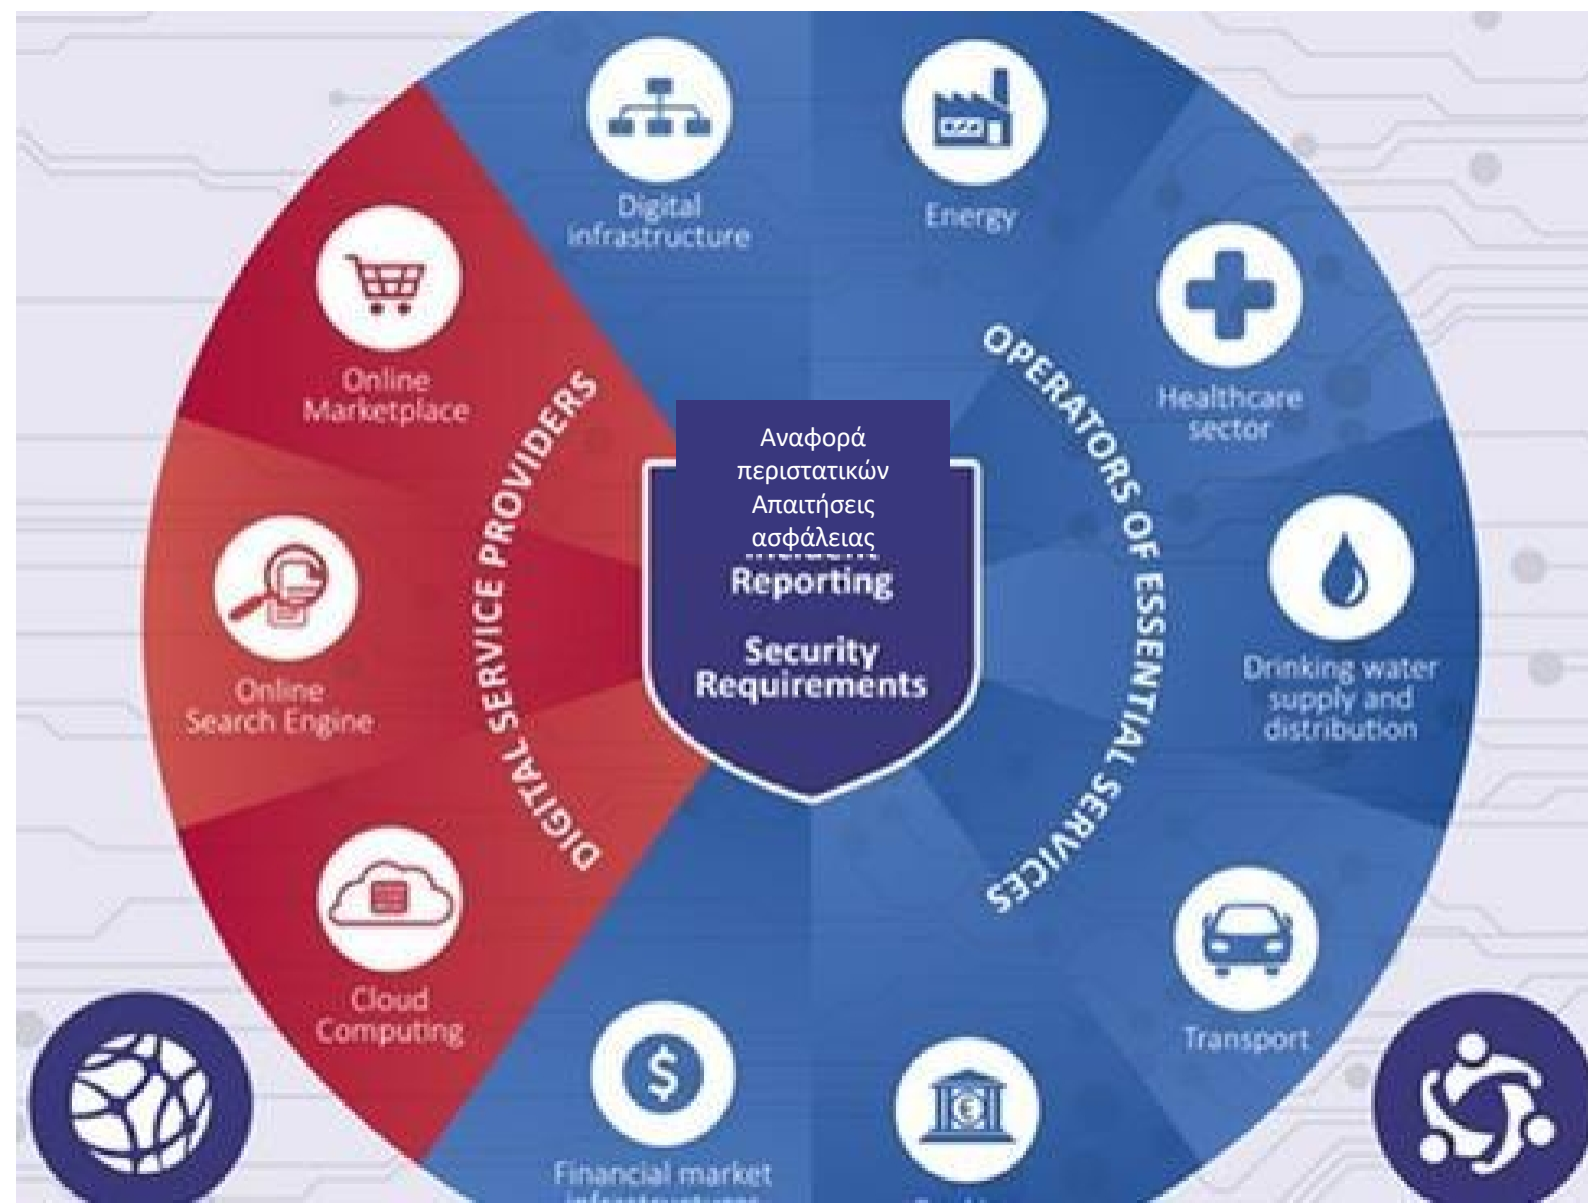 Digital
infrastructure
Energy
Online
Marketplace
Healthcare
sector
DIGITAL SERVICE PROVIDERS
OPERATORS OF ESSENTIAL SERVICES
Αναφορά
περιστατικών
Απαιτήσεις
ασφάλειας
Reporting
Security
Requirements
Online
Search Engine
Drinking water
supply and
distribution
Cloud
Computing
Transport
Financial market